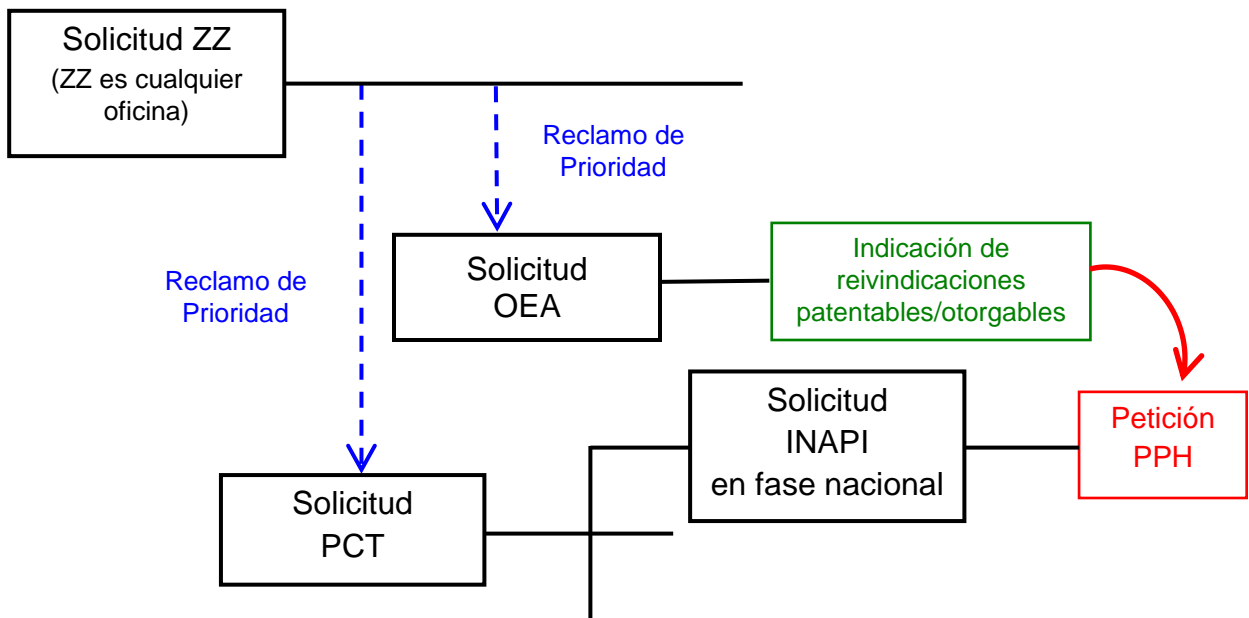 Solicitud ZZ
(ZZ es cualquier
oficina)
Reclamo de
Prioridad
Reclamo de
Prioridad
Solicitud
OEA
Indicación de
reivindicaciones
patentables/otorgables
Solicitud
INAPI
en fase nacional
Petición
PPH
Solicitud
PCT